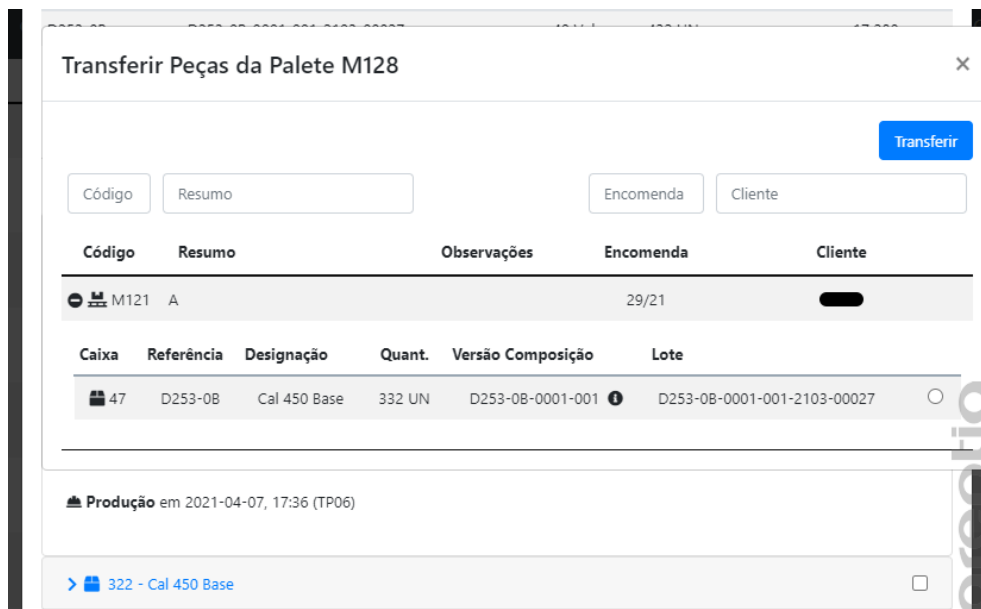 Transferir Peças da Palete M128 ×
Transferir
Código Resumo Encomenda Cliente
Código Resumo Observações Encomenda Cliente
M121 A 29/21
Caixa Referência Designação Quant. Versão Composição Lote
47 D253-0B Cal 450 Base 332 UN D253-0B-0001-001 D253-0B-0001-001-2103-00027
Produção em 2021-04-07, 17:36 (TP06)
322 - Cal 450 Base